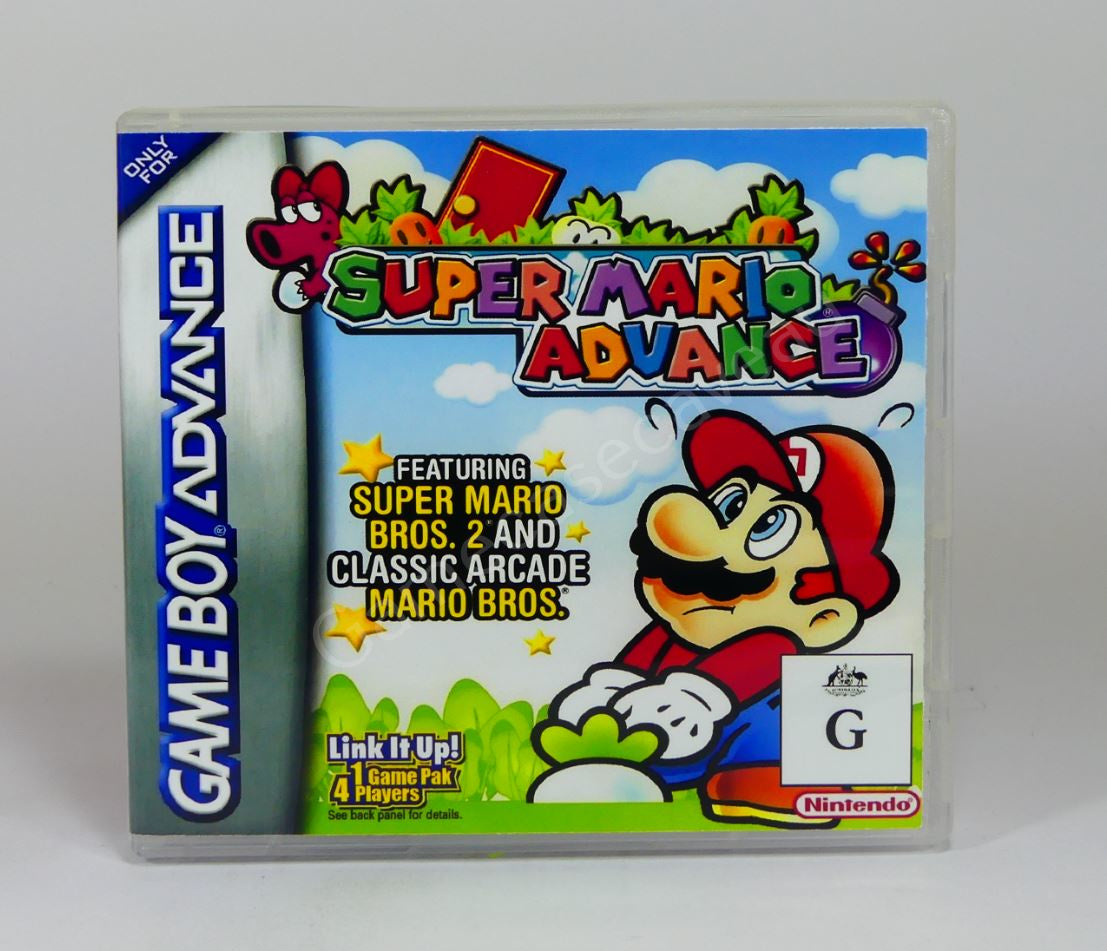 ONLY
FOR
GAME BOY ADVANCE
SUPER MARIO
ADVANCE
FEATURING
SUPER MARIO
BROS. 2 AND
CLASSIC ARCADE
MARIO BROS.®
Link It Up!
1 Game Pak
4 Players
See back panel for details.
G
Nintendo®